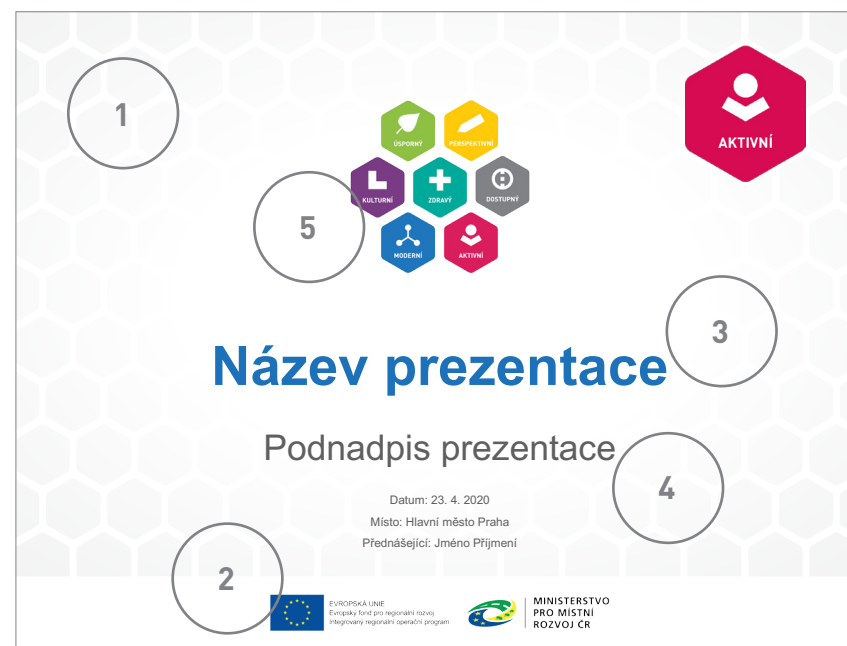 1
AKTIVNÍ
ÚSPORNÝ
PERSPEKTIVNÍ
KULTURNÍ
ZDRAVÝ
DOSTUPNÝ
5
MODERNÍ
AKTIVNÍ
3
Název prezentace
Podnadpis prezentace
4
Datum: 23. 4. 2020
Místo: Hlavní město Praha
Přednášející: Jméno Příjmení
2
EVROPSKÁ UNIE
Evropský fond pro regionální rozvoj
Integrovaný regionální operační program
MINISTERSTVO
PRO MÍSTNÍ
ROZVOJ ČR